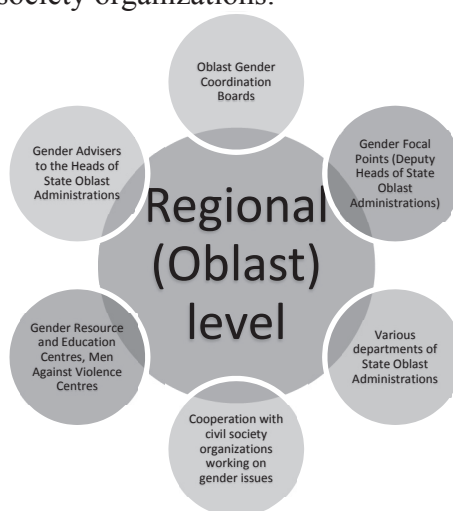 society organizations.
Oblast Gender
Coordination
Boards
Gender Advisers
to the Heads of
State Oblast
Administrations
Gender Focal
Points (Deputy
Heads of State
Oblast
Administrations)
Regional
(Oblast)
level
Gender Resource
and Education
Centres, Men
Against Violence
Centres
Various
departments of
State Oblast
Administrations
Cooperation with
civil society
organizations
working on
gender issues